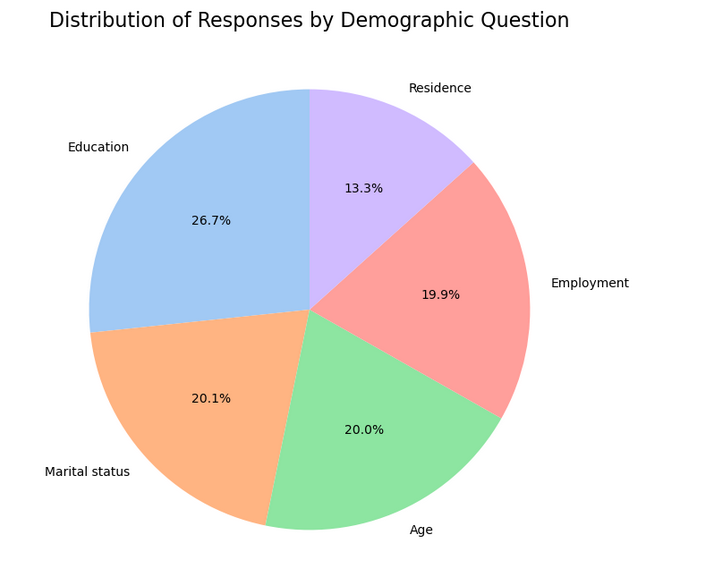 Distribution of Responses by Demographic Question
Residence
Education
13.3%
26.7%
Employment
19.9%
20.1%
20.0%
Marital status
Age